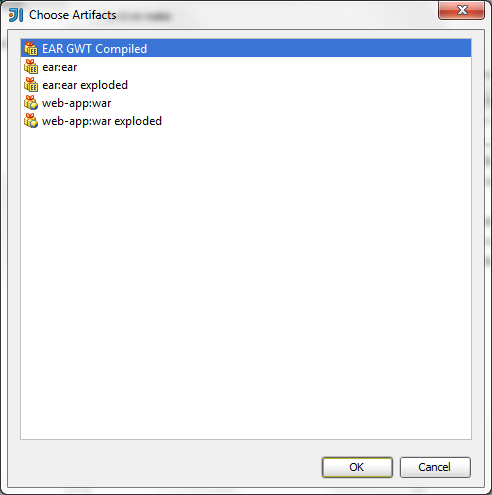 Choose Artifacts
EAR GWT Compiled
ear:ear
ear:ear exploded
web-app:war
web-app:war exploded
OK
Cancel